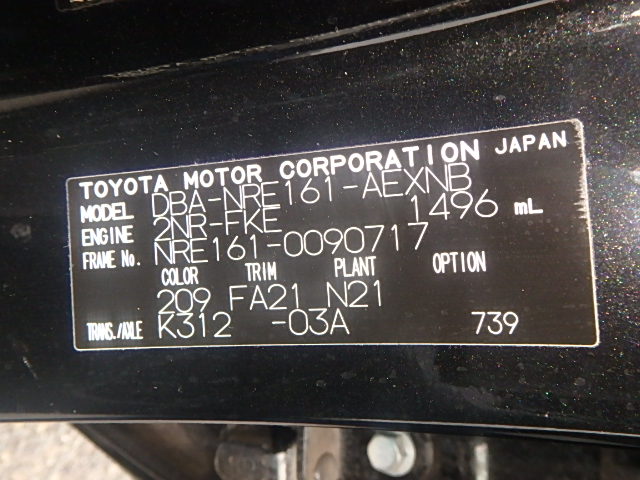 TOYOTA MOTOR CORPORATION JAPAN
MODEL DBA-NRE161-AEXNB
ENGINE 2NR-FKE 1496 mL
FRAME No. NRE161-0090717
COLOR TRIM PLANT OPTION
209 FA21 N21
TRANS./AXLE K312 -03A 739